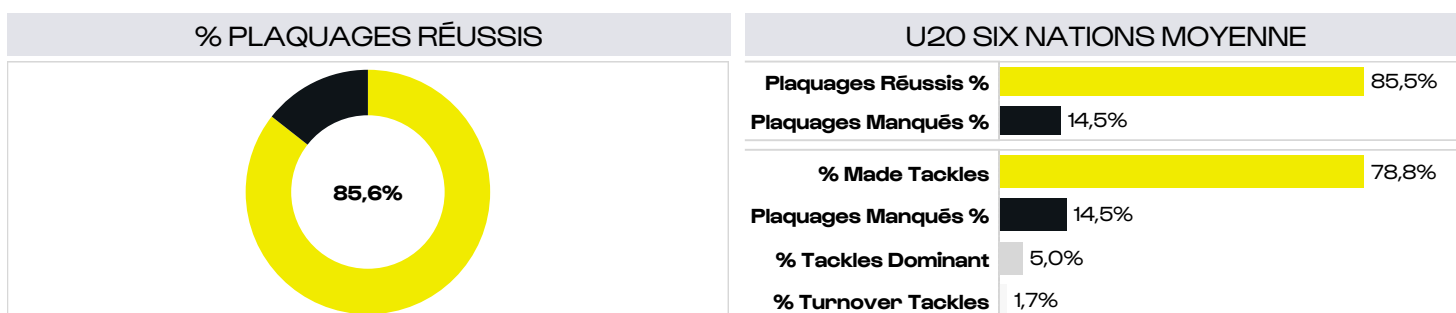 % PLAQUAGES RÉUSSIS
85,6%
U20 SIX NATIONS MOYENNE
Plaquages Réussis % 85,5%
Plaquages Manqués % 14,5%
% Made Tackles 78,8%
Plaquages Manqués % 14,5%
% Tackles Dominant 5,0%
% Turnover Tackles 1,7%